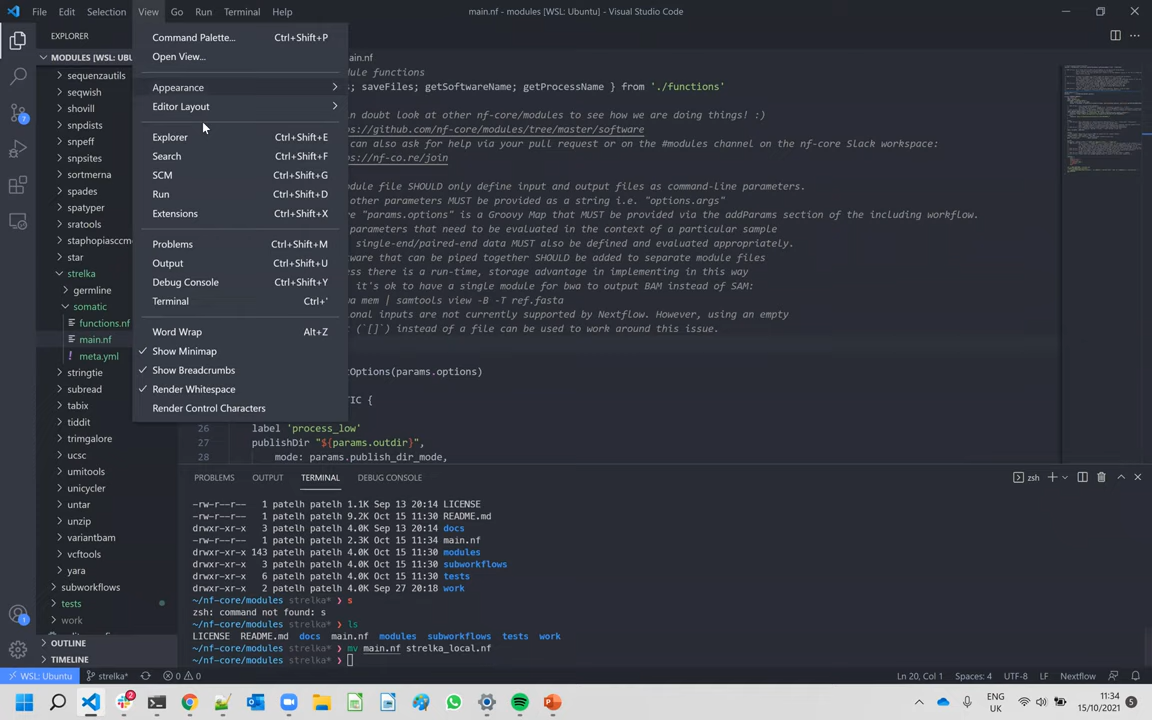 File Edit Selection View Go Run Terminal Help
main.nf - modules [WSL: Ubuntu] - Visual Studio Code
EXPLORER
MODULES [WSL: UBU
sequenzautils
seqwish
shovill
snpdists
snpeff
snpsites
sortmerna
spades
spatyper
sratools
staphopiasccm
star
strelka
germline
somatic
functions.nf
main.nf
meta.yml
stringtie
subread
tabix
tiddit
trimgalore
ucsc
umitools
unicycler
untar
unzip
variantbam
vcftools
yara
subworkflows
tests
work
OUTLINE
TIMELINE
Command Palette... Ctrl+Shift+P
Open View...
Appearance
Editor Layout
Explorer Ctrl+Shift+E
Search Ctrl+Shift+F
SCM Ctrl+Shift+G
Run Ctrl+Shift+D
Extensions Ctrl+Shift+X
Problems Ctrl+Shift+M
Output Ctrl+Shift+U
Debug Console Ctrl+Shift+Y
Terminal Ctrl+'
Word Wrap Alt+Z
Show Minimap
Show Breadcrumbs
Render Whitespace
Render Control Characters
ain.nf
dule functions
s; saveFiles; getSoftwareName; getProcessName } from './functions'
n doubt look at other nf-core/modules to see how we are doing things! :)
ps://github.com/nf-core/modules/tree/master/software
can also ask for help via your pull request or on the #modules channel on the nf-core Slack workspace:
ps://nf-co.re/join
odule file SHOULD only define input and output files as command-line parameters.
other parameters MUST be provided as a string i.e. "options.args"
e "params.options" is a Groovy Map that MUST be provided via the addParams section of the including workflow.
parameters that need to be evaluated in the context of a particular sample
single-end/paired-end data MUST also be defined and evaluated appropriately.
ware that can be piped together SHOULD be added to separate module files
ess there is a run-time, storage advantage in implementing in this way
it's ok to have a single module for bwa to output BAM instead of SAM:
wa mem | samtools view -B -T ref.fasta
ional inputs are not currently supported by Nextflow. However, using an empty
t (`[]`) instead of a file can be used to work around this issue.
tOptions(params.options)
TIC {
26 label 'process_low'
27 publishDir "${params.outdir}",
28 mode: params.publish_dir_mode,
PROBLEMS OUTPUT TERMINAL DEBUG CONSOLE
zsh
-rw-r--r-- 1 patelh patelh 1.1K Sep 13 20:14 LICENSE
-rw-r--r-- 1 patelh patelh 9.2K Oct 15 11:30 README.md
drwxr-xr-x 3 patelh patelh 4.0K Sep 13 20:14 docs
-rw-r--r-- 1 patelh patelh 2.3K Oct 15 11:34 main.nf
drwxr-xr-x 143 patelh patelh 4.0K Oct 15 11:30 modules
drwxr-xr-x 3 patelh patelh 4.0K Oct 15 11:30 subworkflows
drwxr-xr-x 6 patelh patelh 4.0K Oct 15 11:30 tests
drwxr-xr-x 2 patelh patelh 4.0K Sep 27 20:18 work
~/nf-core/modules strelka* ❯ s
zsh: command not found: s
~/nf-core/modules strelka* ❯ ls
LICENSE README.md docs main.nf modules subworkflows tests work
~/nf-core/modules strelka* ❯ mv main.nf strelka_local.nf
~/nf-core/modules strelka* ❯
WSL: Ubuntu strelka* 0 0
Ln 20, Col 1 Spaces: 4 UTF-8 LF Nextflow
7
1
2
ENG
UK
11:34
15/10/2021
5